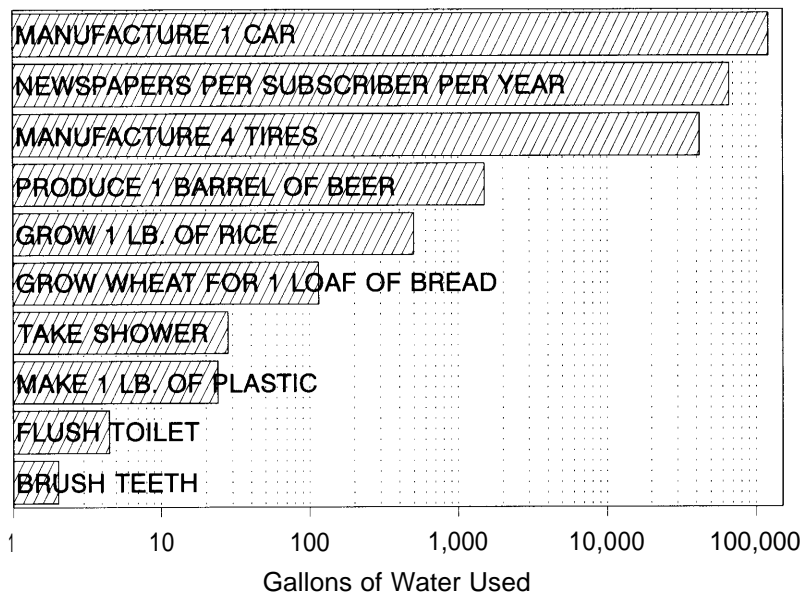 MANUFACTURE 1 CAR
NEWSPAPERS PER SUBSCRIBER PER YEAR
MANUFACTURE 4 TIRES
PRODUCE 1 BARREL OF BEER
GROW 1 LB. OF RICE
GROW WHEAT FOR 1 LOAF OF BREAD
TAKE SHOWER
MAKE 1 LB. OF PLASTIC
FLUSH TOILET
BRUSH TEETH
1 10 100 1,000 10,000 100,000
Gallons of Water Used